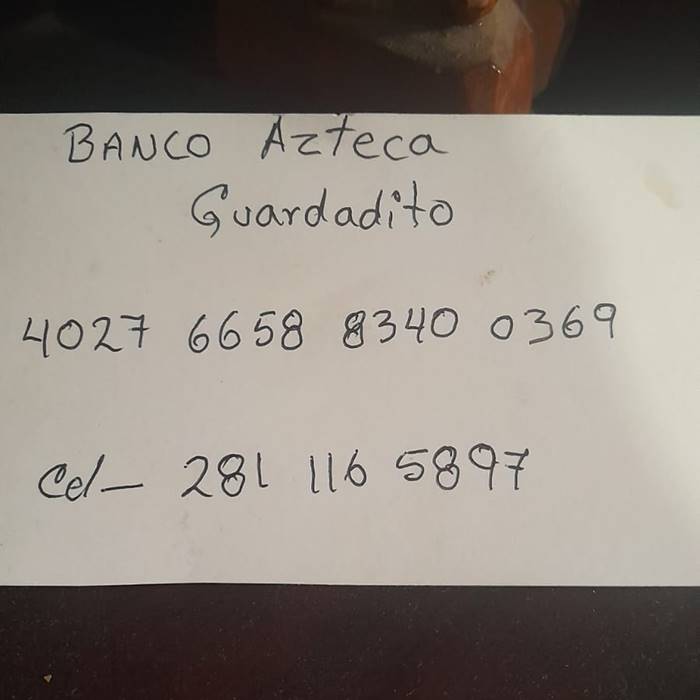 BANCO Azteca
Guardadito
4027 6658 8340 0369
Cel- 281 116 5897